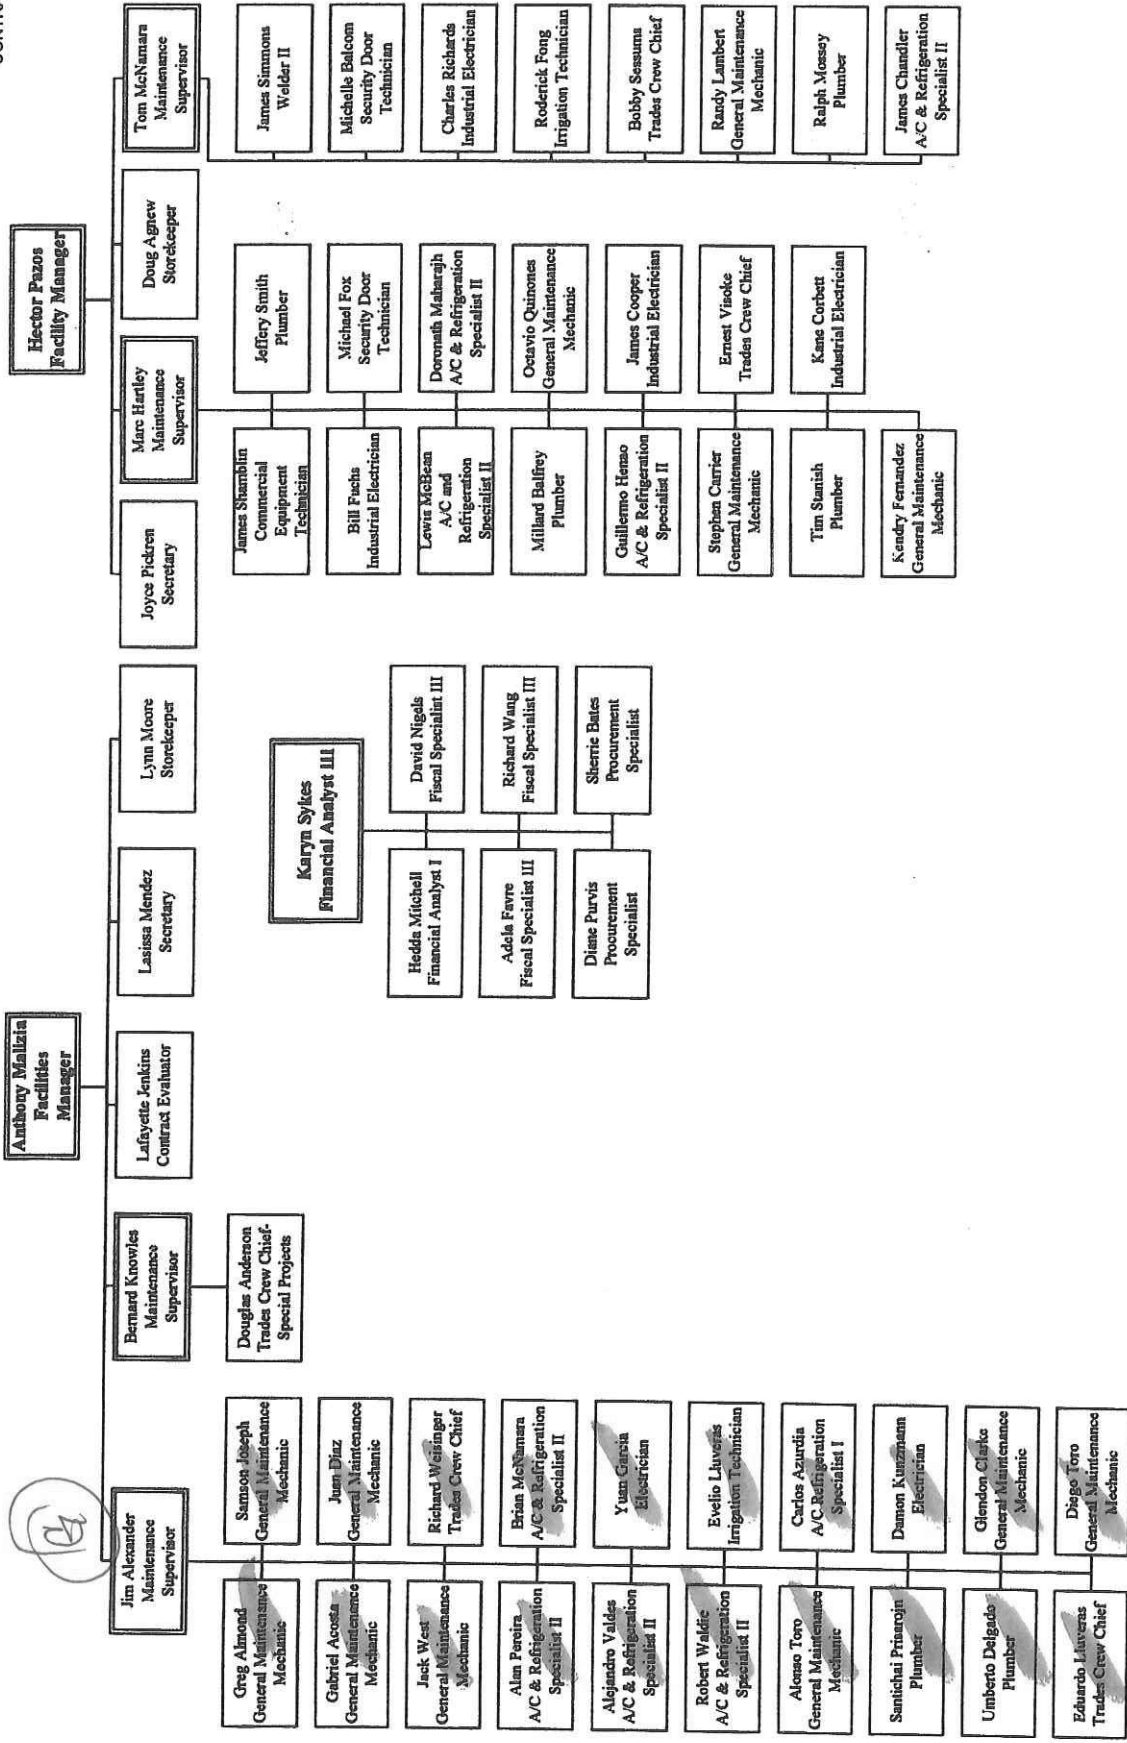 Anthony Malizia
Facilities
Manager
Hector Pazos
Facility Manager
Jim Alexander
Maintenance
Supervisor
Bernard Knowles
Maintenance
Supervisor
Lafayette Jenkins
Contract Evaluator
Lasissa Mendez
Secretary
Lynn Moore
Storekeeper
Joyce Pickren
Secretary
Marc Hartley
Maintenance
Supervisor
Doug Agnew
Storekeeper
Tom McNamara
Maintenance
Supervisor
Greg Almond
General Maintenance
Mechanic
Samson Joseph
General Maintenance
Mechanic
Gabriel Acosta
General Maintenance
Mechanic
Juan Diaz
General Maintenance
Mechanic
Jack West
General Maintenance
Mechanic
Richard Weisinger
Trades Crew Chief
Alan Pereira
A/C & Refrigeration
Specialist II
Brian McNamara
A/C & Refrigeration
Specialist II
Alejandro Valdes
A/C & Refrigeration
Specialist II
Yuan Garcia
Electrician
Robert Waldie
A/C & Refrigeration
Specialist II
Evelio Liuveras
Irrigation Technician
Alonso Toro
General Maintenance
Mechanic
Carlos Azurdia
A/C Refrigeration
Specialist I
Santichai Prisarojn
Plumber
Damon Kunzmann
Electrician
Umberto Delgado
Plumber
Glendon Clarke
General Maintenance
Mechanic
Eduardo Liuveras
Trades Crew Chief
Diego Toro
General Maintenance
Mechanic
Douglas Anderson
Trades Crew Chief-
Special Projects
Karyn Sykes
Financial Analyst III
Hedda Mitchell
Financial Analyst I
David Nigels
Fiscal Specialist III
Adela Favre
Fiscal Specialist III
Richard Wang
Fiscal Specialist III
Diane Purvis
Procurement
Specialist
Sherrie Bates
Procurement
Specialist
James Shamblin
Commercial
Equipment
Technician
Jeffery Smith
Plumber
Bill Fuchs
Industrial Electrician
Michael Fox
Security Door
Technician
Lewis McBean
A/C and
Refrigeration
Specialist II
Doronath Maharajh
A/C & Refrigeration
Specialist II
Millard Balfrey
Plumber
Octavio Quinones
General Maintenance
Mechanic
Guillermo Henao
A/C & Refrigeration
Specialist II
James Cooper
Industrial Electrician
Stephen Carrier
General Maintenance
Mechanic
Ernest Visoke
Trades Crew Chief
Tim Stanish
Plumber
Kane Corbett
Industrial Electrician
Kendry Fernandez
General Maintenance
Mechanic
James Simmons
Welder II
Michelle Balcom
Security Door
Technician
Charles Richards
Industrial Electrician
Roderick Fong
Irrigation Technician
Bobby Sessums
Trades Crew Chief
Randy Lambert
General Maintenance
Mechanic
Ralph Mossey
Plumber
James Chandler
A/C & Refrigeration
Specialist II